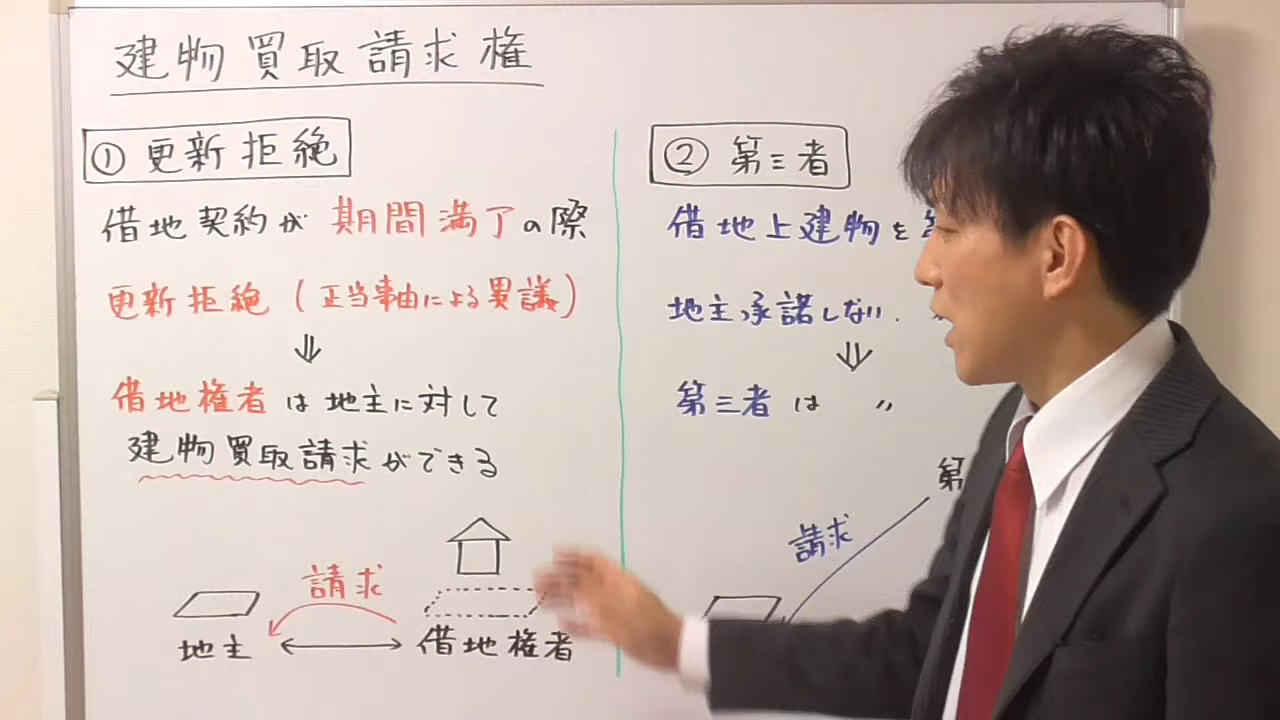 建物買取請求権
① 更新拒絶
借地契約が 期間満了の際
更新拒絶 (正当事由による異議)
⇓
借地権者は地主に対して
建物買取請求ができる
請求
地主
借地権者
② 第三者
借地上建物を
地主承諾しない.
⇓
第三者は 〃
第
請求